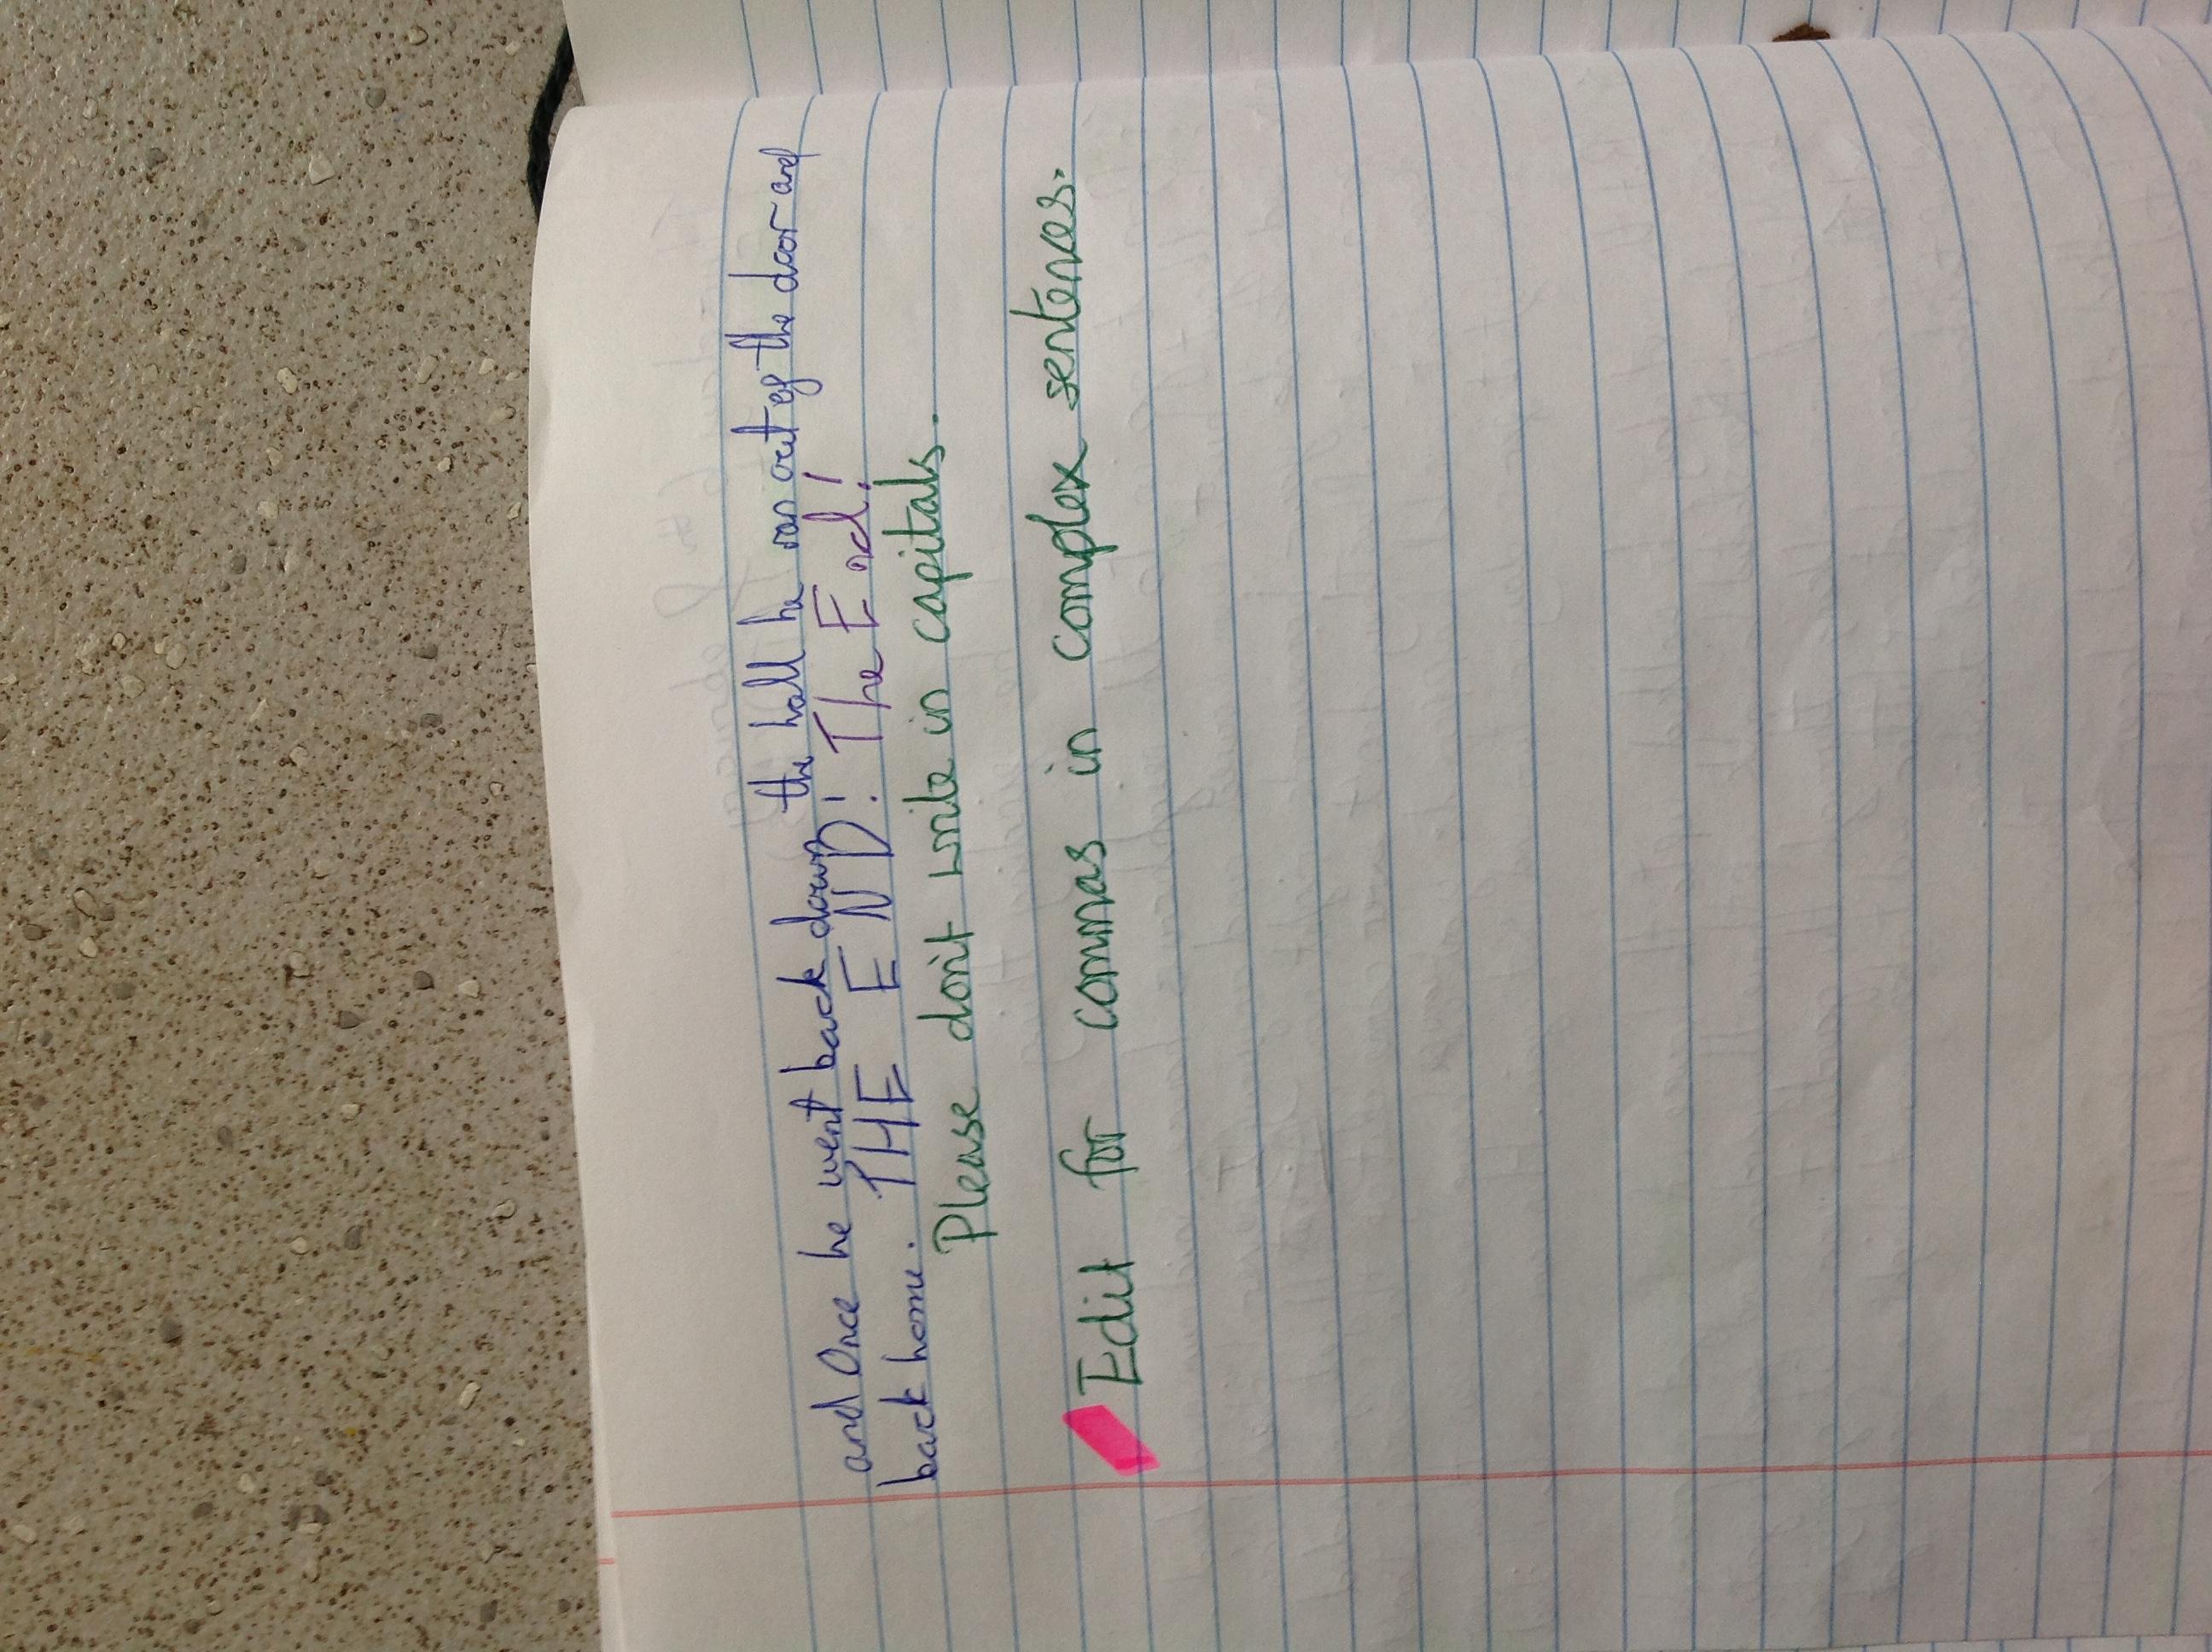 and Once he went back down the hall he ran out of the door and
back home. THE END! The End!
Please don't write in capitals.
Edit for commas in complex sentences.